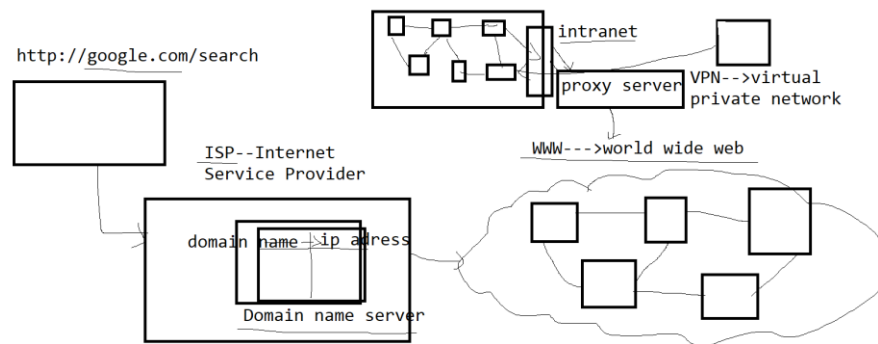 http://google.com/search
intranet
proxy server
VPN-->virtual
private network
ISP--Internet
Service Provider
WWW--->world wide web
domain name
ip adress
Domain name server